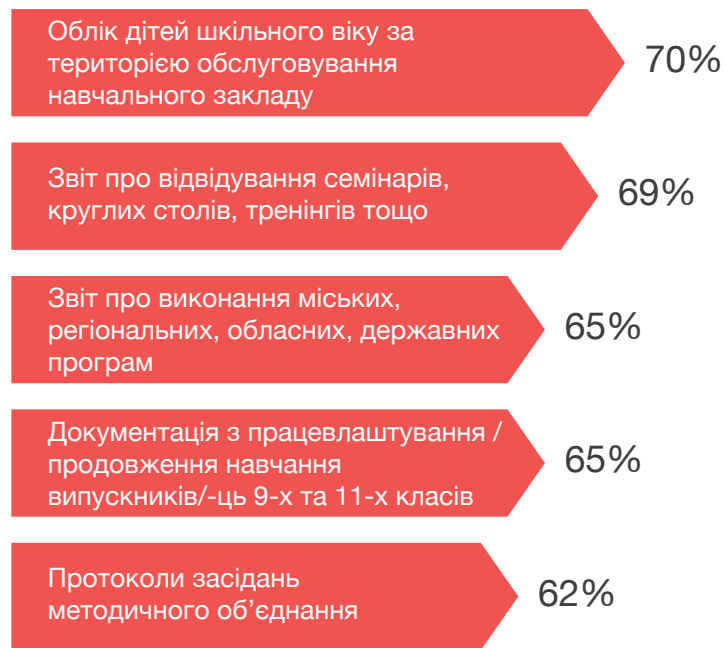 Облік дітей шкільного віку за
територією обслуговування
навчального закладу
70%
Звіт про відвідування семінарів,
круглих столів, тренінгів тощо
69%
Звіт про виконання міських,
регіональних, обласних, державних
програм
65%
Документація з працевлаштування /
продовження навчання
випускників/-ць 9-х та 11-х класів
65%
Протоколи засідань
методичного об’єднання
62%